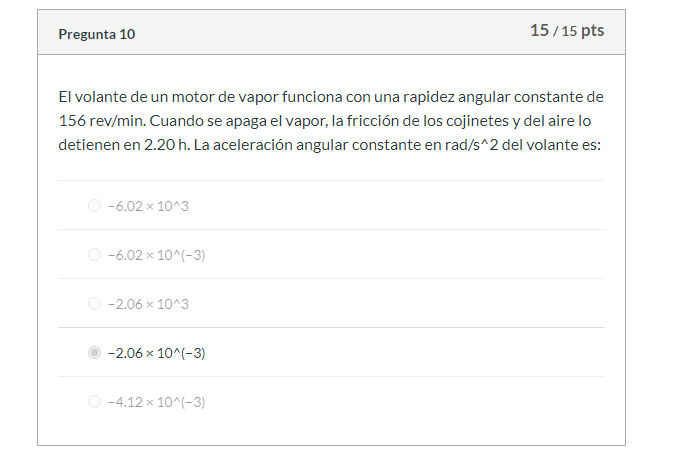 Pregunta 10
15 / 15 pts
El volante de un motor de vapor funciona con una rapidez angular constante de
156 rev/min. Cuando se apaga el vapor, la fricción de los cojinetes y del aire lo
detienen en 2.20 h. La aceleración angular constante en rad/s^2 del volante es:
−6.02 × 10^3
−6.02 × 10^(−3)
−2.06 × 10^3
−2.06 × 10^(−3)
−4.12 × 10^(−3)